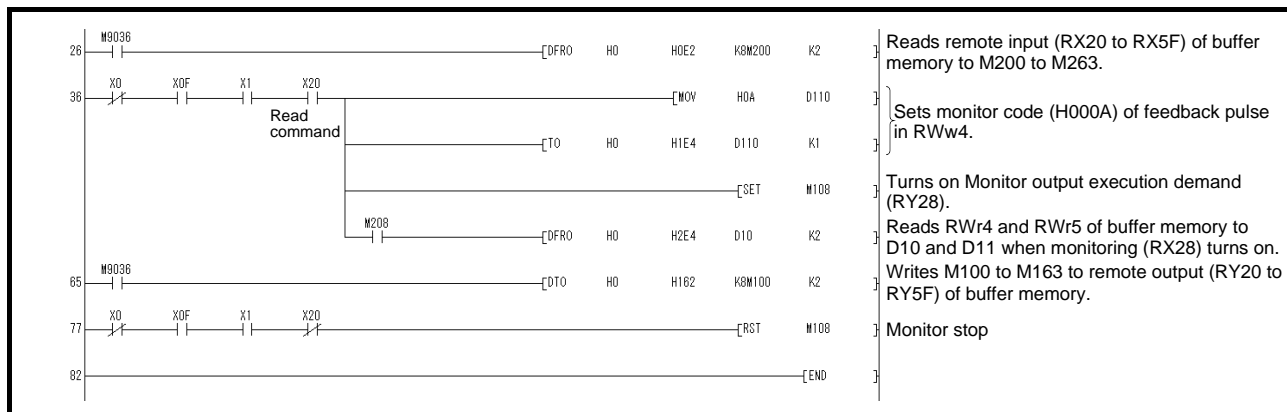 M9036
26 DFRO H0 H0E2 K8M200 K2
Reads remote input (RX20 to RX5F) of buffer
memory to M200 to M263.
X0 X0F X1 X20
36 MOV H0A D110
Read
command
Sets monitor code (H000A) of feedback pulse
in RWw4.
TO H0 H1E4 D110 K1
SET M108
Turns on Monitor output execution demand
(RY28).
M208
DFRO H0 H2E4 D10 K2
Reads RWr4 and RWr5 of buffer memory to
D10 and D11 when monitoring (RX28) turns on.
M9036
65 DTO H0 H162 K8M100 K2
Writes M100 to M163 to remote output (RY20 to
RY5F) of buffer memory.
X0 X0F X1 X20
77 RST M108
Monitor stop
82 END